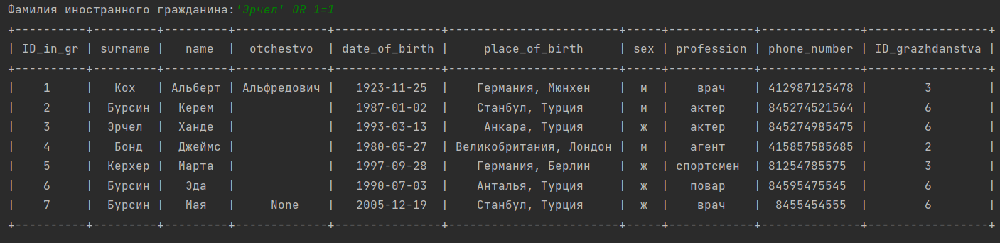 Фамилия иностранного гражданина:'Эрчел' OR 1=1
+----------+---------+---------+-------------+---------------+------------------------+-----+------------+--------------+-----------------+
| ID_in_gr | surname |   name  |  otchestvo  | date_of_birth |     place_of_birth     | sex | profession | phone_number | ID_grazhdanstva |
+----------+---------+---------+-------------+---------------+------------------------+-----+------------+--------------+-----------------+
|    1     |   Кох   | Альберт | Альфредович |   1923-11-25  |    Германия, Мюнхен    |  м  |    врач    | 412987125478 |        3        |
|    2     |  Бурсин |  Керем  |             |   1987-01-02  |    Станбул, Турция     |  м  |   актер    | 845274521564 |        6        |
|    3     |  Эрчел  |  Ханде  |             |   1993-03-13  |     Анкара, Турция     |  ж  |   актер    | 845274985475 |        6        |
|    4     |   Бонд  |  Джеймс |             |   1980-05-27  | Великобритания, Лондон |  м  |   агент    | 415857585685 |        2        |
|    5     |  Керхер |  Марта  |             |   1997-09-28  |    Германия, Берлин    |  ж  | спортсмен  | 81254785575  |        3        |
|    6     |  Бурсин |   Эда   |             |   1990-07-03  |    Анталья, Турция     |  ж  |   повар    | 84595475545  |        6        |
|    7     |  Бурсин |   Мая   |     None    |   2005-12-19  |    Станбул, Турция     |  ж  |    врач    |  8455454555  |        6        |
+----------+---------+---------+-------------+---------------+------------------------+-----+------------+--------------+-----------------+